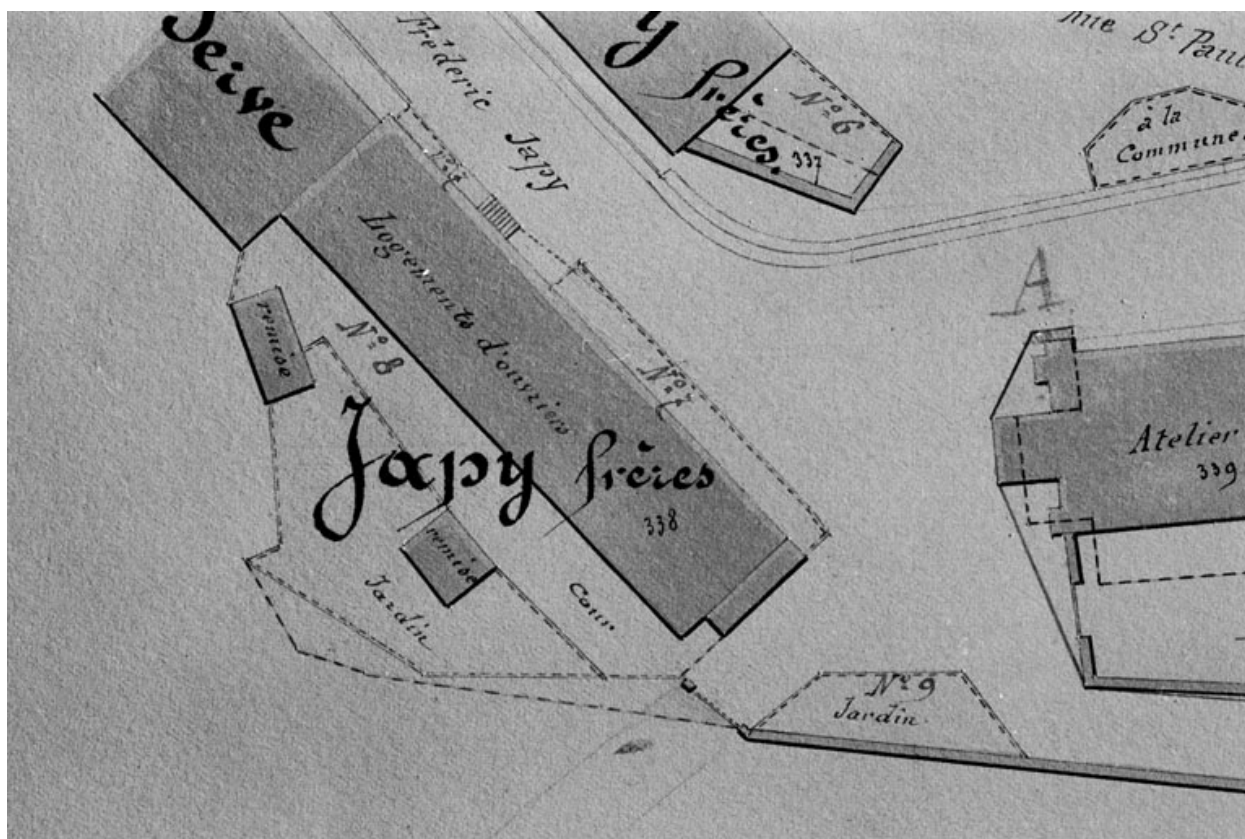 Seive
Frédéric Japy
y
frères.
N° 6
337
rue St Paul
à la
Commune
A
N°
Logements d'ouvriers
remise
N° 8
N°
Japy frères
338
remise
Jardin
Cour
Atelier
339
N° 9
Jardin